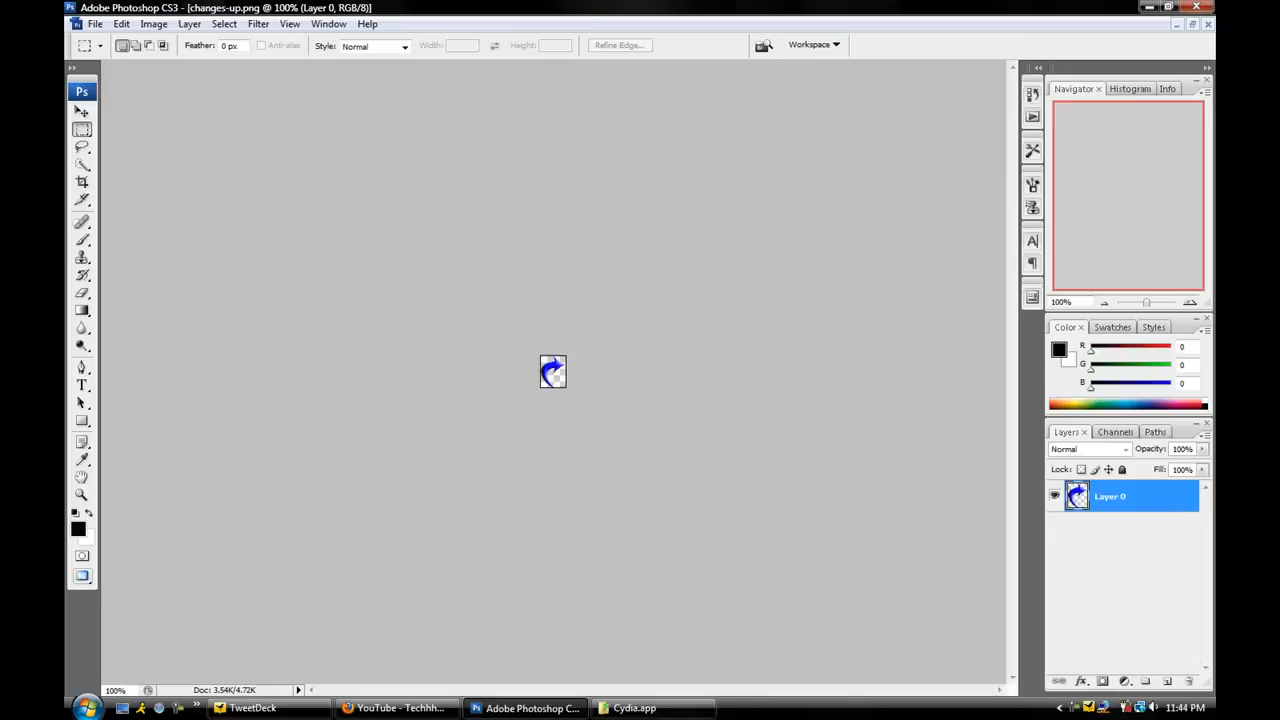 Adobe Photoshop CS3 - [changes-up.png @ 100% (Layer 0, RGB/8)]
File Edit Image Layer Select Filter View Window Help
Feather: 0 px Anti-alias Style: Normal Width: Height: Refine Edge... Workspace
Ps
Navigator Histogram Info
100%
Color Swatches Styles
R 0
G 0
B 0
Layers Channels Paths
Normal Opacity: 100%
Lock: Fill: 100%
Layer 0
100% Doc: 3.54K/4.72K
TweetDeck YouTube - Techhh... Adobe Photoshop C... Cydia.app 11:44 PM